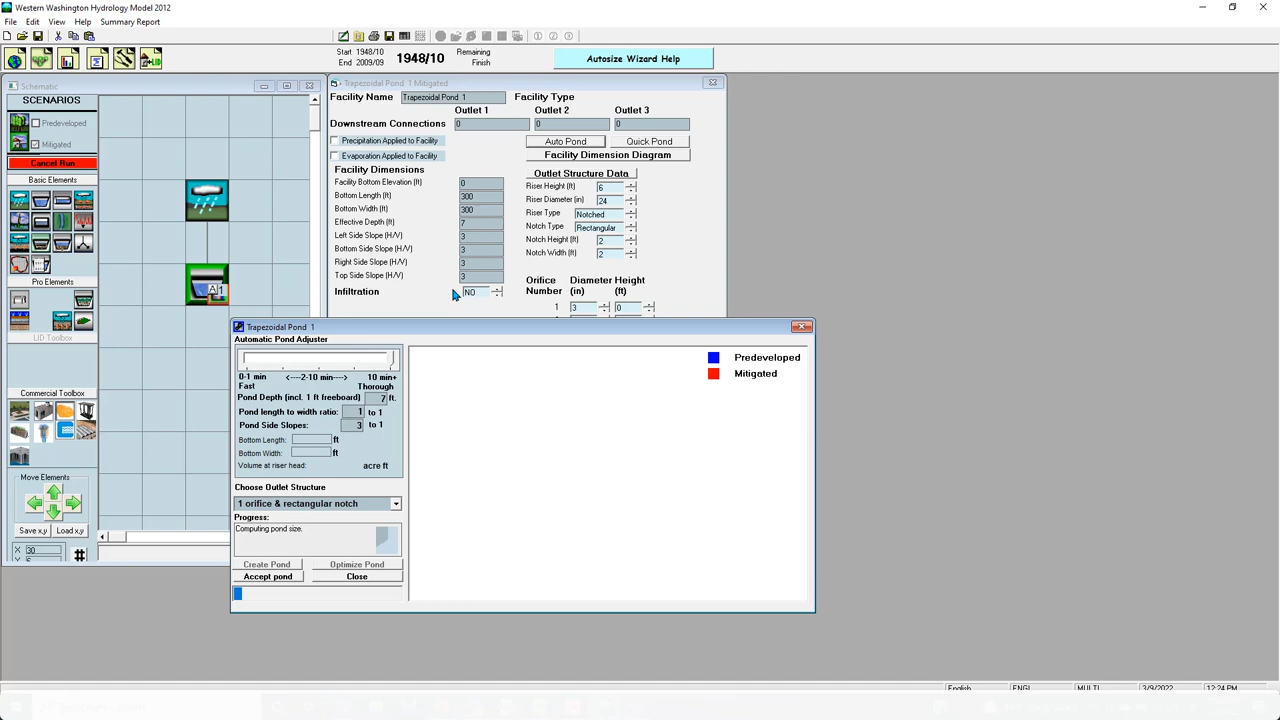 Western Washington Hydrology Model 2012
File Edit View Help Summary Report
Start 1948/10
End 2009/09
1948/10
Remaining
Finish
Autosize Wizard Help
Schematic
SCENARIOS
Predeveloped
Mitigated
Cancel Run
Basic Elements
Pro Elements
LID Toolbox
Commercial Toolbox
Move Elements
Save x,y Load x,y
X 30
Trapezoidal Pond 1 Mitigated
Facility Name Trapezoidal Pond 1 Facility Type
Outlet 1 Outlet 2 Outlet 3
Downstream Connections 0 0 0
Precipitation Applied to Facility
Evaporation Applied to Facility
Auto Pond Quick Pond
Facility Dimension Diagram
Facility Dimensions
Facility Bottom Elevation (ft) 0
Bottom Length (ft) 300
Bottom Width (ft) 300
Effective Depth (ft) 7
Left Side Slope (H/V) 3
Bottom Side Slope (H/V) 3
Right Side Slope (H/V) 3
Top Side Slope (H/V) 3
Infiltration NO
Outlet Structure Data
Riser Height (ft) 6
Riser Diameter (in) 24
Riser Type Notched
Notch Type Rectangular
Notch Height (ft) 2
Notch Width (ft) 2
Orifice Diameter Height
Number (in) (ft)
1 3 0
Trapezoidal Pond 1
Automatic Pond Adjuster
0-1 min <----2-10 min----> 10 min+
Fast Thorough
Pond Depth (incl. 1 ft freeboard) 7 ft.
Pond length to width ratio: 1 to 1
Pond Side Slopes: 3 to 1
Bottom Length: ft
Bottom Width: ft
Volume at riser head: acre ft
Choose Outlet Structure
1 orifice & rectangular notch
Progress:
Computing pond size.
Create Pond Optimize Pond
Accept pond Close
Predeveloped
Mitigated
English ENGL MULTI 3/9/2022 12:24 PM